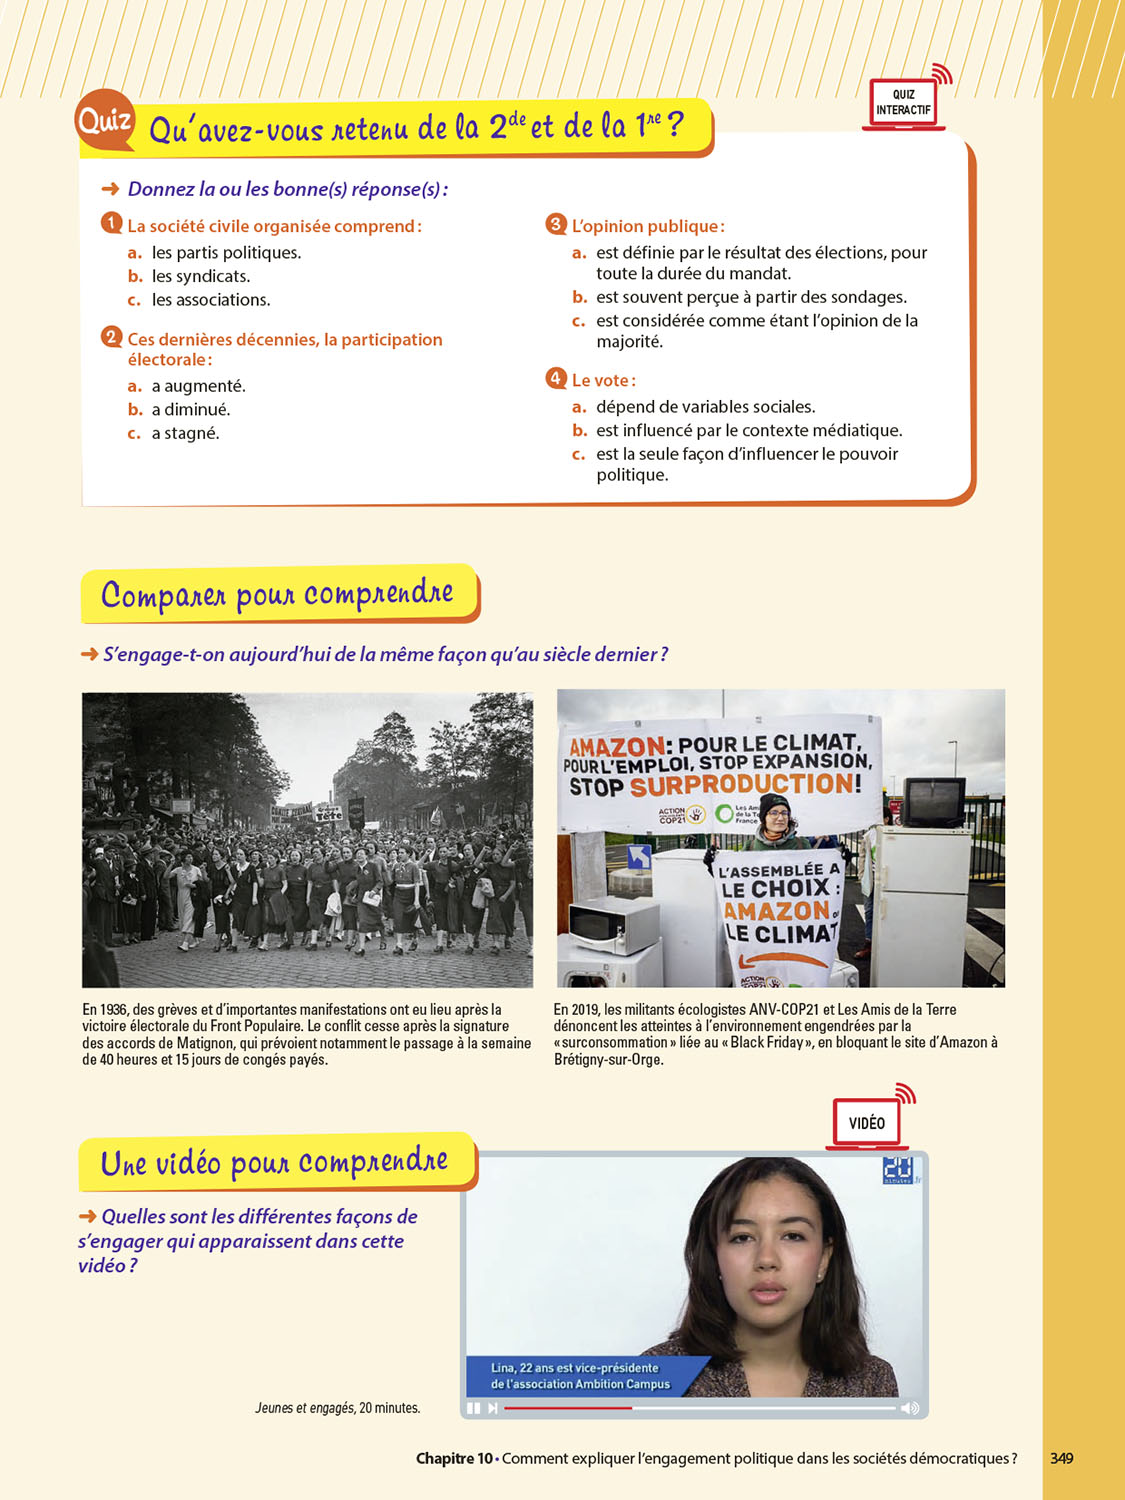 QUIZ
INTERACTIF
Quiz
Qu'avez-vous retenu de la 2de et de la 1re ?
➜ Donnez la ou les bonne(s) réponse(s) :
1 La société civile organisée comprend :
a. les partis politiques.
b. les syndicats.
c. les associations.
2 Ces dernières décennies, la participation
électorale :
a. a augmenté.
b. a diminué.
c. a stagné.
3 L'opinion publique :
a. est définie par le résultat des élections, pour
toute la durée du mandat.
b. est souvent perçue à partir des sondages.
c. est considérée comme étant l'opinion de la
majorité.
4 Le vote :
a. dépend de variables sociales.
b. est influencé par le contexte médiatique.
c. est la seule façon d'influencer le pouvoir
politique.
Comparer pour comprendre
➜ S'engage-t-on aujourd'hui de la même façon qu'au siècle dernier ?
Tête
AMAZON : POUR LE CLIMAT,
POUR L'EMPLOI, STOP EXPANSION,
STOP SURPRODUCTION !
ACTION
COP21
Les Ami
de la Te
France
L'ASSEMBLÉE A
LE CHOIX :
AMAZON OU
LE CLIMAT
ACTION
En 1936, des grèves et d'importantes manifestations ont eu lieu après la
victoire électorale du Front Populaire. Le conflit cesse après la signature
des accords de Matignon, qui prévoient notamment le passage à la semaine
de 40 heures et 15 jours de congés payés.
En 2019, les militants écologistes ANV-COP21 et Les Amis de la Terre
dénoncent les atteintes à l'environnement engendrées par la
« surconsommation » liée au « Black Friday », en bloquant le site d'Amazon à
Brétigny-sur-Orge.
VIDÉO
Une vidéo pour comprendre
➜ Quelles sont les différentes façons de
s'engager qui apparaissent dans cette
vidéo ?
20
minutes.fr
Lina, 22 ans est vice-présidente
de l'association Ambition Campus
Jeunes et engagés, 20 minutes.
Chapitre 10 • Comment expliquer l'engagement politique dans les sociétés démocratiques ? 349